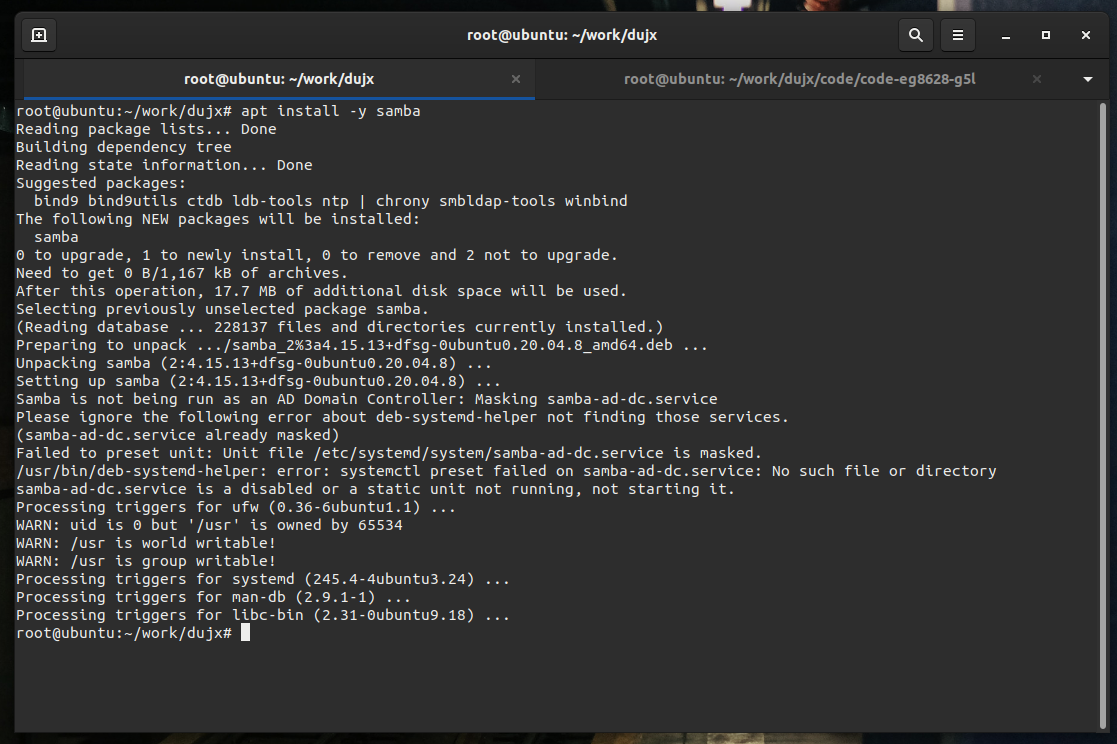 root@ubuntu: ~/work/dujx
root@ubuntu: ~/work/dujx
root@ubuntu: ~/work/dujx/code/code-eg8628-g5l
root@ubuntu:~/work/dujx# apt install -y samba
Reading package lists... Done
Building dependency tree
Reading state information... Done
Suggested packages:
  bind9 bind9utils ctdb ldb-tools ntp | chrony smbldap-tools winbind
The following NEW packages will be installed:
  samba
0 to upgrade, 1 to newly install, 0 to remove and 2 not to upgrade.
Need to get 0 B/1,167 kB of archives.
After this operation, 17.7 MB of additional disk space will be used.
Selecting previously unselected package samba.
(Reading database ... 228137 files and directories currently installed.)
Preparing to unpack .../samba_2%3a4.15.13+dfsg-0ubuntu0.20.04.8_amd64.deb ...
Unpacking samba (2:4.15.13+dfsg-0ubuntu0.20.04.8) ...
Setting up samba (2:4.15.13+dfsg-0ubuntu0.20.04.8) ...
Samba is not being run as an AD Domain Controller: Masking samba-ad-dc.service
Please ignore the following error about deb-systemd-helper not finding those services.
(samba-ad-dc.service already masked)
Failed to preset unit: Unit file /etc/systemd/system/samba-ad-dc.service is masked.
/usr/bin/deb-systemd-helper: error: systemctl preset failed on samba-ad-dc.service: No such file or directory
samba-ad-dc.service is a disabled or a static unit not running, not starting it.
Processing triggers for ufw (0.36-6ubuntu1.1) ...
WARN: uid is 0 but '/usr' is owned by 65534
WARN: /usr is world writable!
WARN: /usr is group writable!
Processing triggers for systemd (245.4-4ubuntu3.24) ...
Processing triggers for man-db (2.9.1-1) ...
Processing triggers for libc-bin (2.31-0ubuntu9.18) ...
root@ubuntu:~/work/dujx#